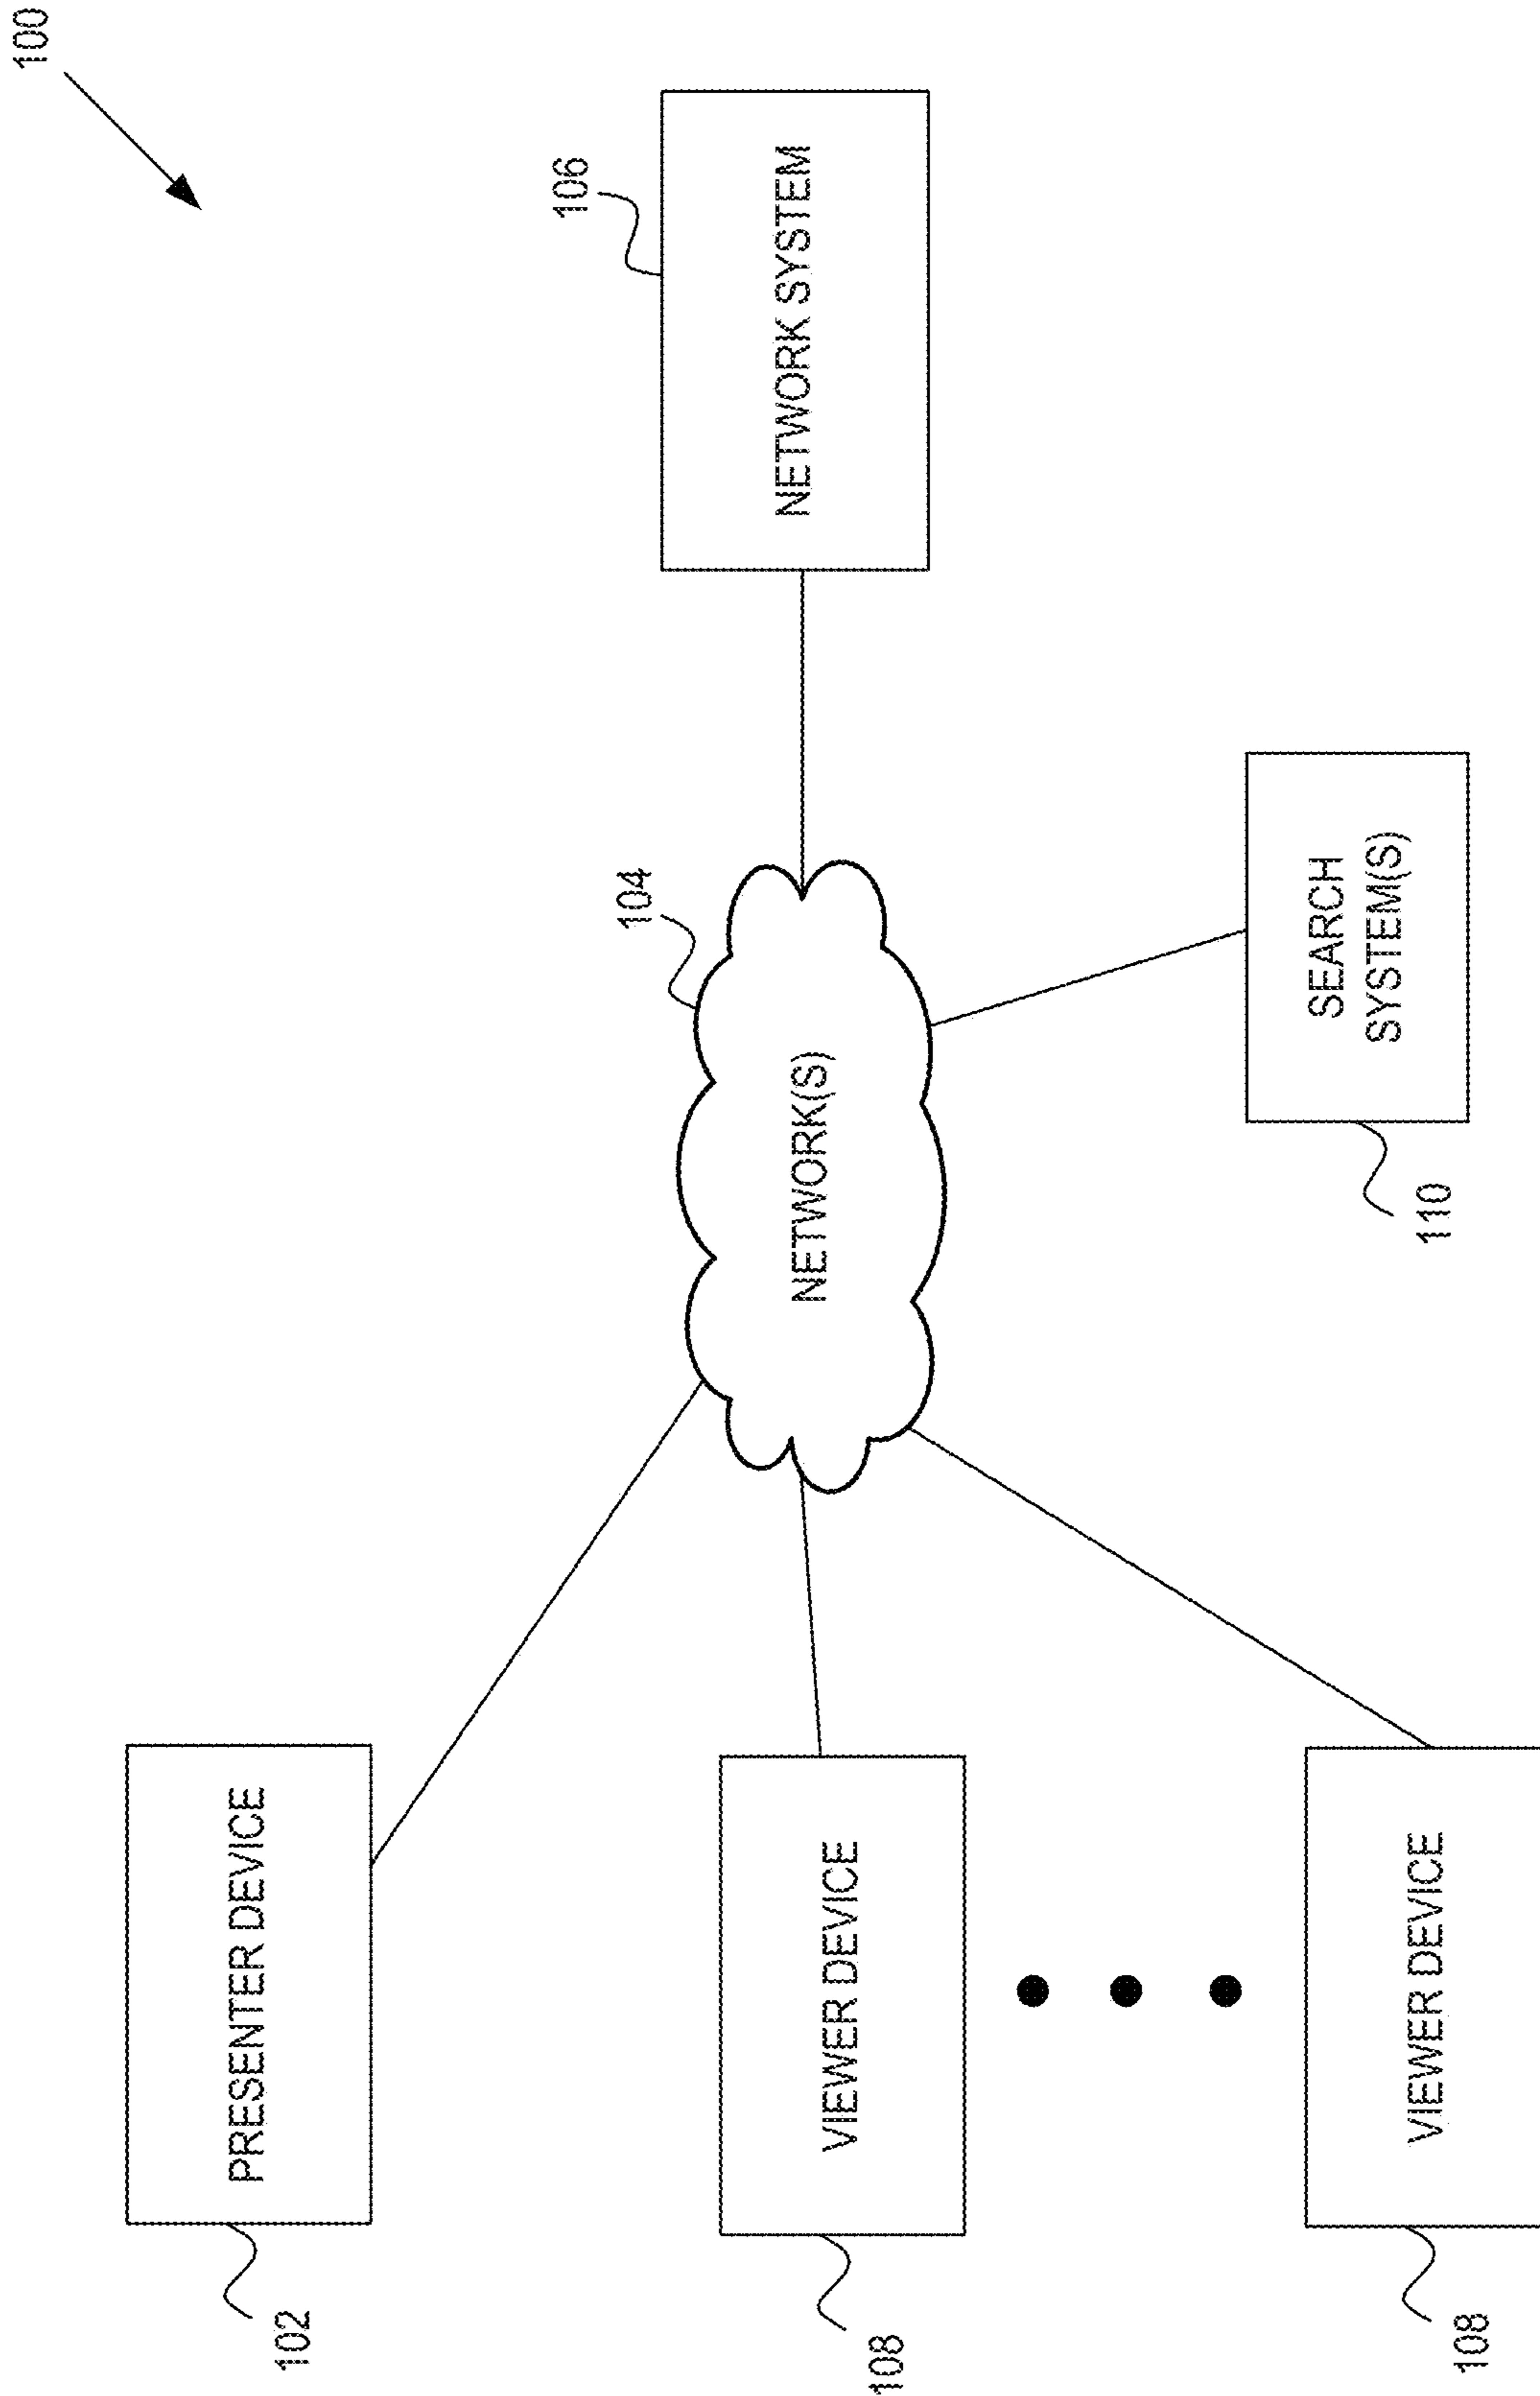 100
102
PRESENTER DEVICE
104
NETWORK(S)
106
NETWORK SYSTEM
108
VIEWER DEVICE
108
VIEWER DEVICE
110
SEARCH
SYSTEM(S)